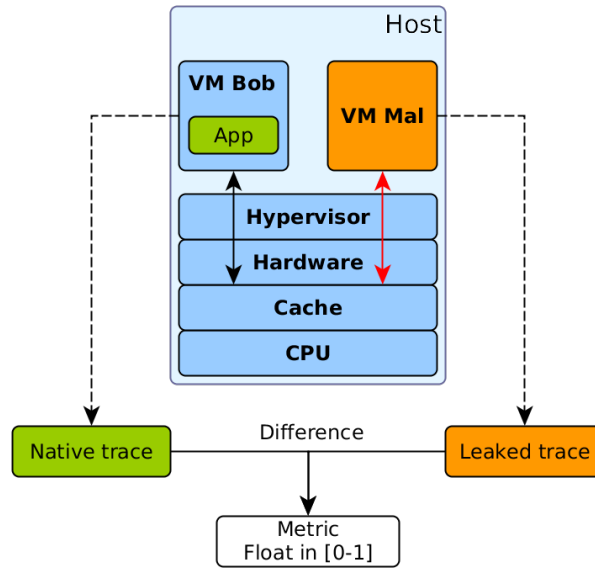 Host
VM Bob
App
VM Mal
Hypervisor
Hardware
Cache
CPU
Difference
Native trace
Leaked trace
Metric
Float in [0-1]